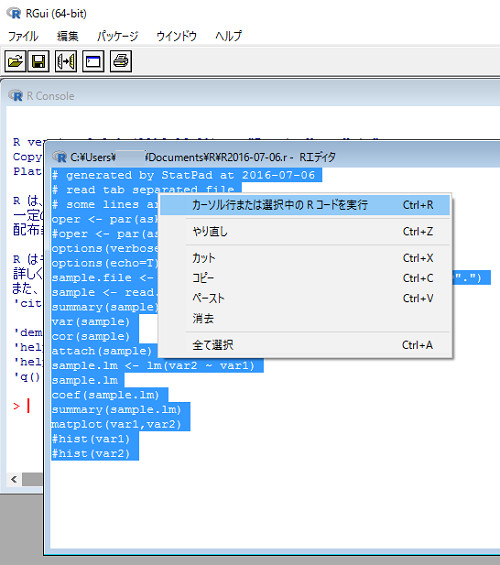 RGui (64-bit)
ファイル 編集 パッケージ ウインドウ ヘルプ
R Console
R
Copy
Plat
R は、
一定の
配布
R は
詳しく
また、
'cit
'dem
'help
'help
'q()
>
C:¥Users¥ ¥Documents¥R¥R2016-07-06.r - Rエディタ
# generated by StatPad at 2016-07-06
# read tab separated file
# some lines ar
oper <- par(as
#oper <- par(as
options(verbose
options(echo=T)
sample.file <- ".")
sample <- read.
summary(sample)
var(sample)
cor(sample)
attach(sample)
sample.lm <- lm(var2 ~ var1)
sample.lm
coef(sample.lm)
summary(sample.lm)
matplot(var1,var2)
#hist(var1)
#hist(var2)
カーソル行または選択中の R コードを実行 Ctrl+R
やり直し Ctrl+Z
カット Ctrl+X
コピー Ctrl+C
ペースト Ctrl+V
消去
全て選択 Ctrl+A